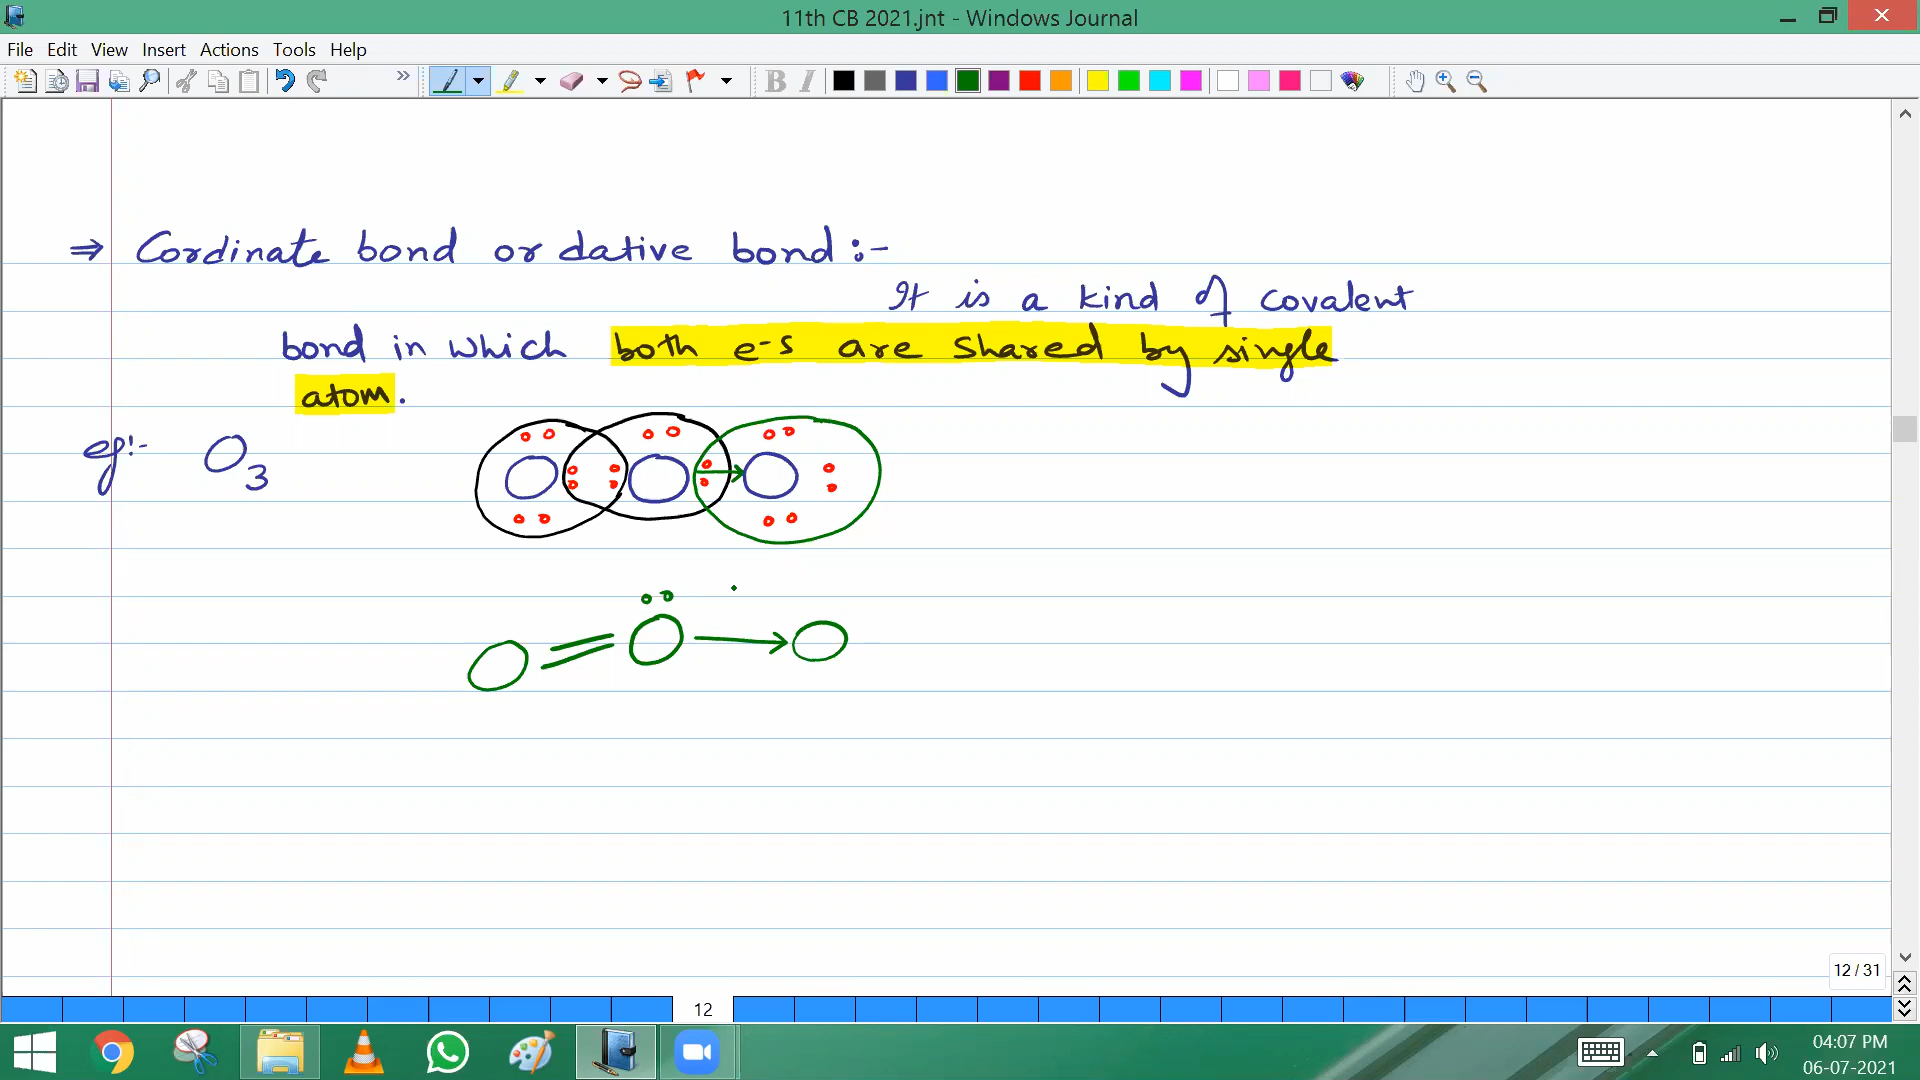 11th CB 2021.jnt - Windows Journal
File Edit View Insert Actions Tools Help
B I
⇒ Cordinate bond or dative bond :-
It is a kind of covalent
bond in which both e-s are shared by single
atom.
eg:- O3
O = O → O
12 / 31
12
04:07 PM
06-07-2021